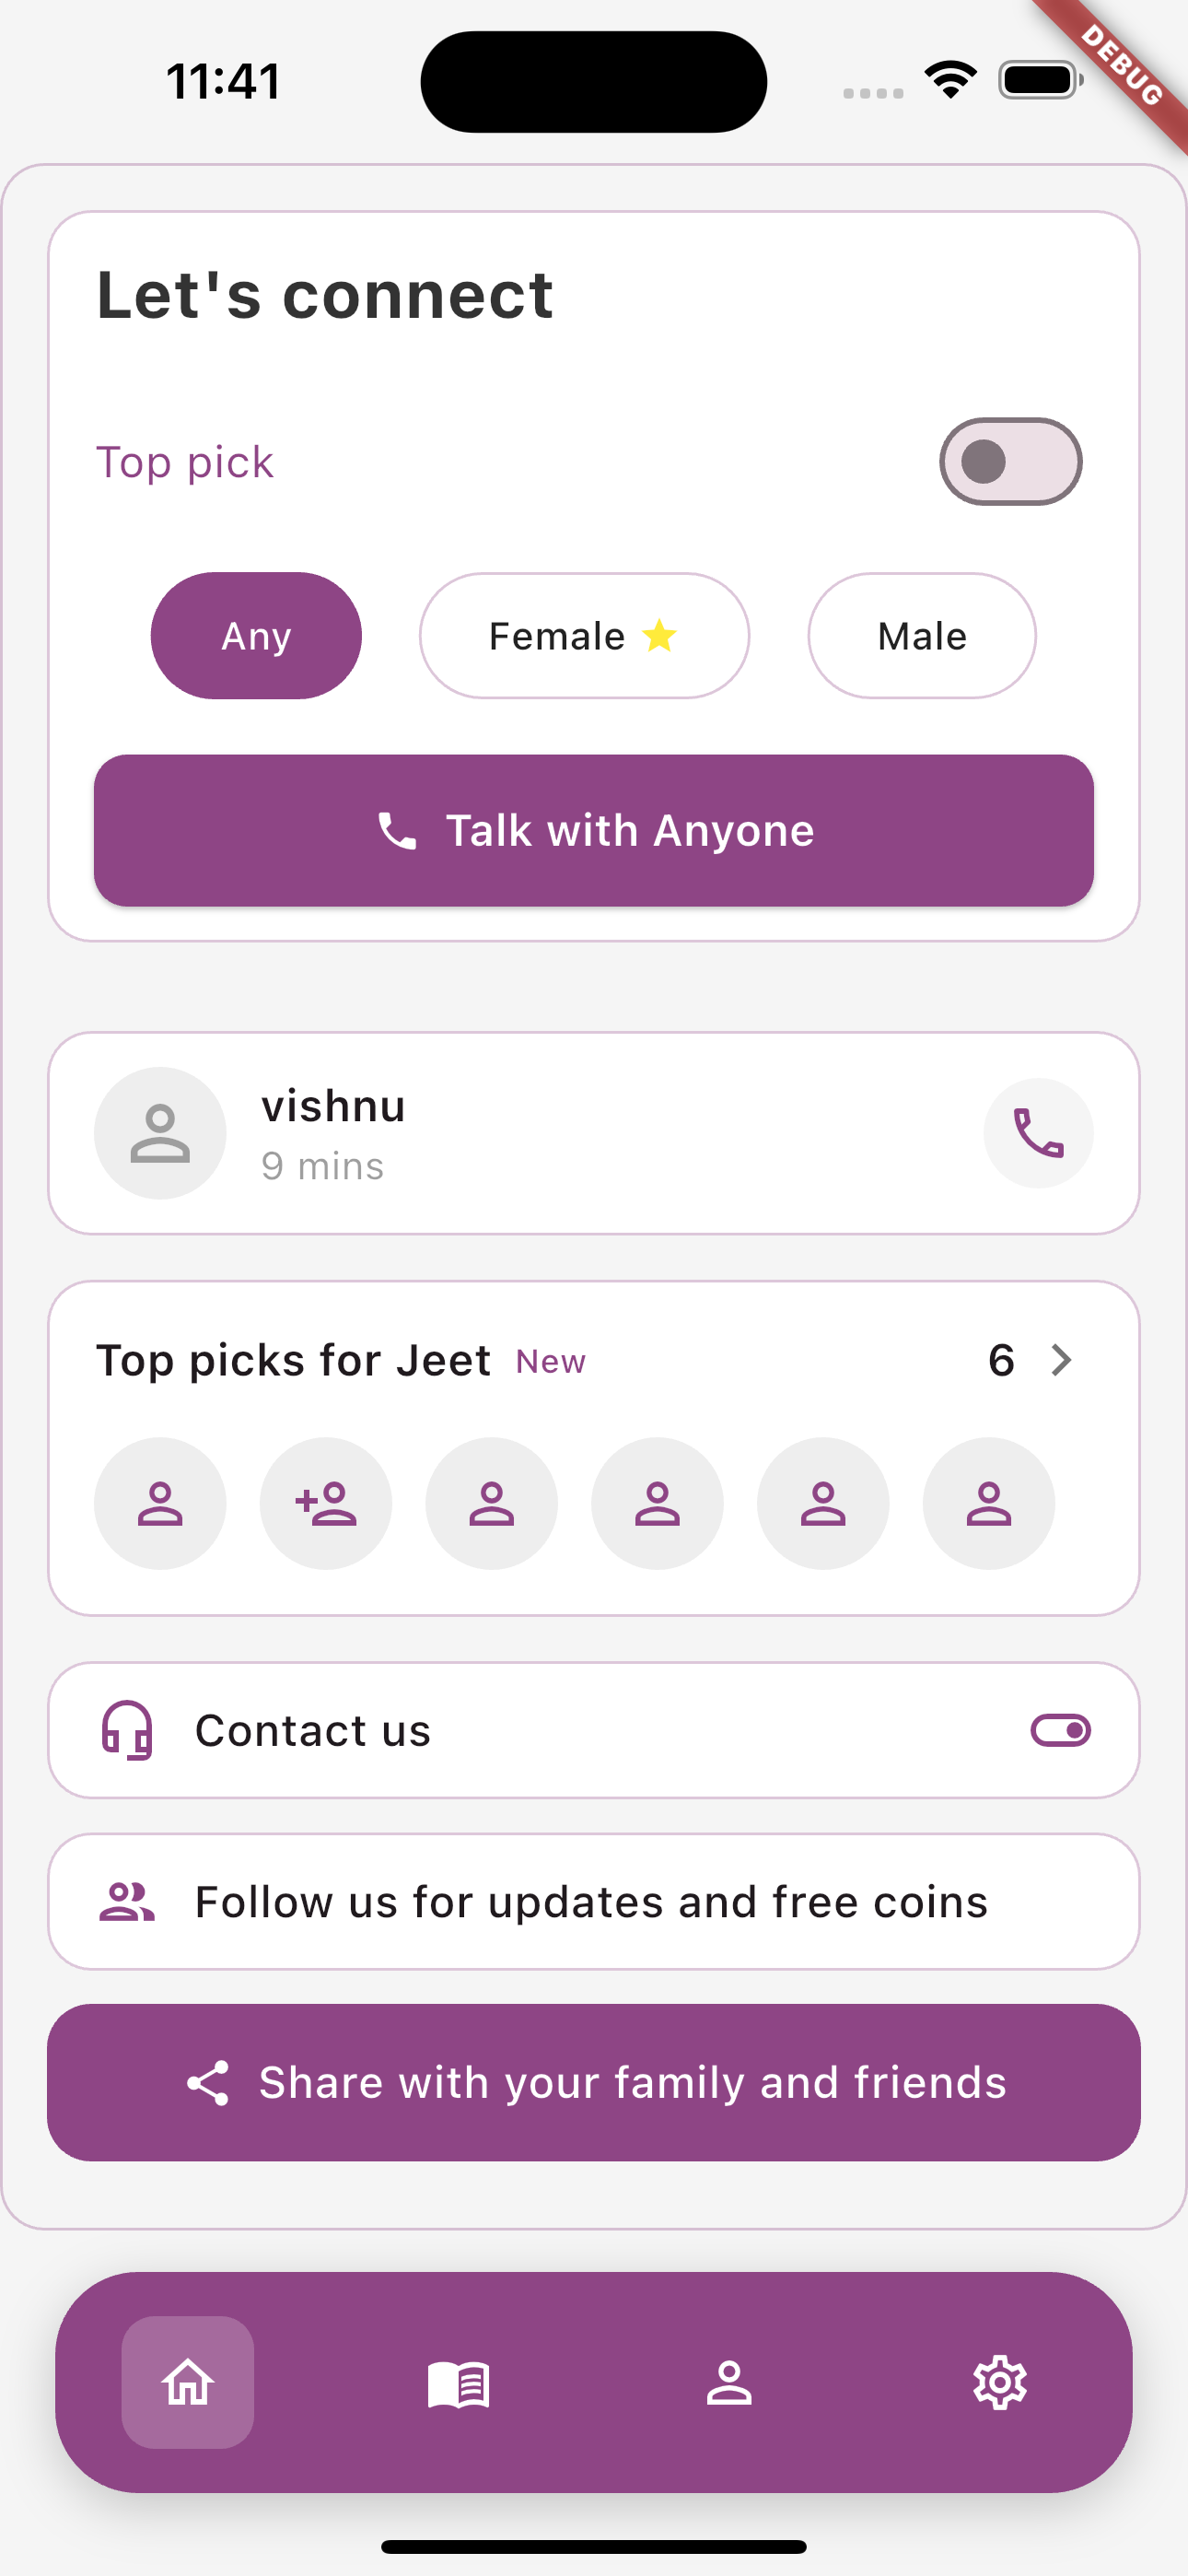 11:41
DEBUG
Let's connect
Top pick
Any
Female
Male
Talk with Anyone
vishnu
9 mins
Top picks for Jeet New 6
Contact us
Follow us for updates and free coins
Share with your family and friends